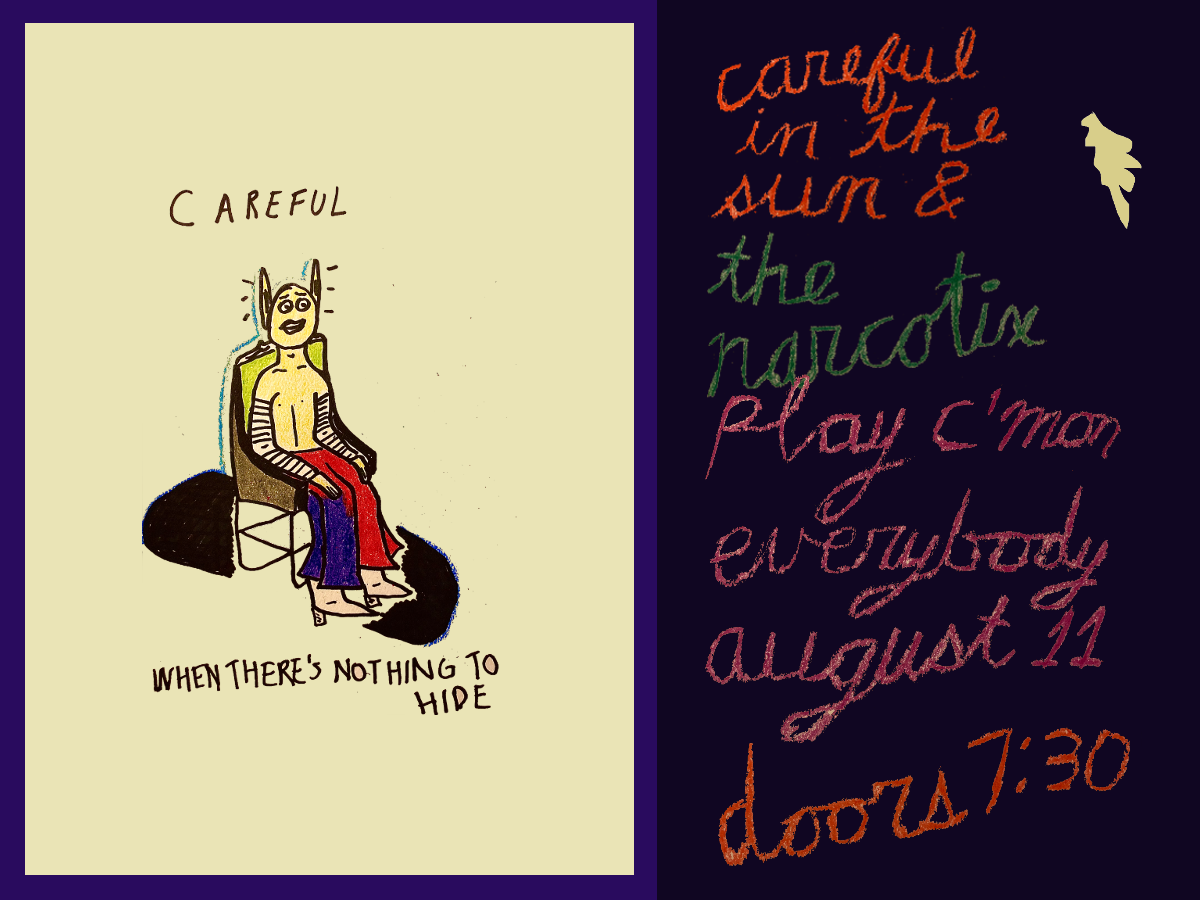 CAREFUL
WHEN THERE'S NOTHING TO
HIDE
careful
in the
sun &
the
narcotix
play c'mon
everybody
august 11
doors 7:30